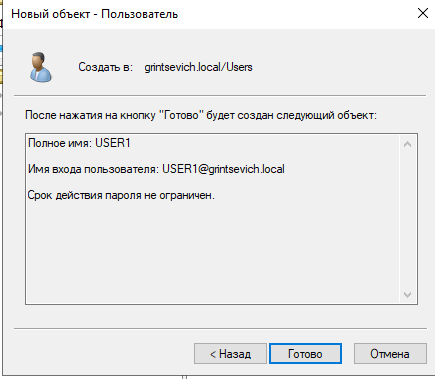 Новый объект - Пользователь
Создать в: grintsevich.local/Users
После нажатия на кнопку "Готово" будет создан следующий объект:
Полное имя: USER1
Имя входа пользователя: USER1@grintsevich.local
Срок действия пароля не ограничен.
< Назад Готово Отмена